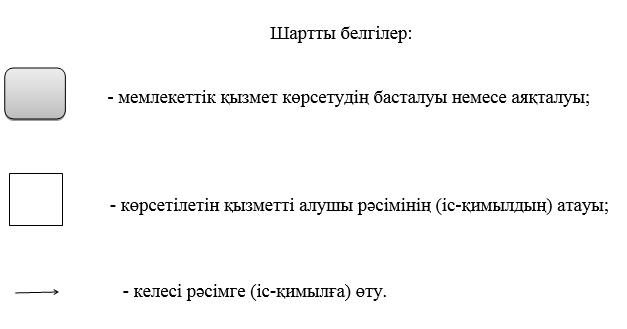 Шартты белгілер:
- мемлекеттік қызмет көрсетудің басталуы немесе аяқталуы;
- көрсетілетін қызметті алушы рәсімінің (іс-қимылдың) атауы;
- келесі рәсімге (іс-қимылға) өту.